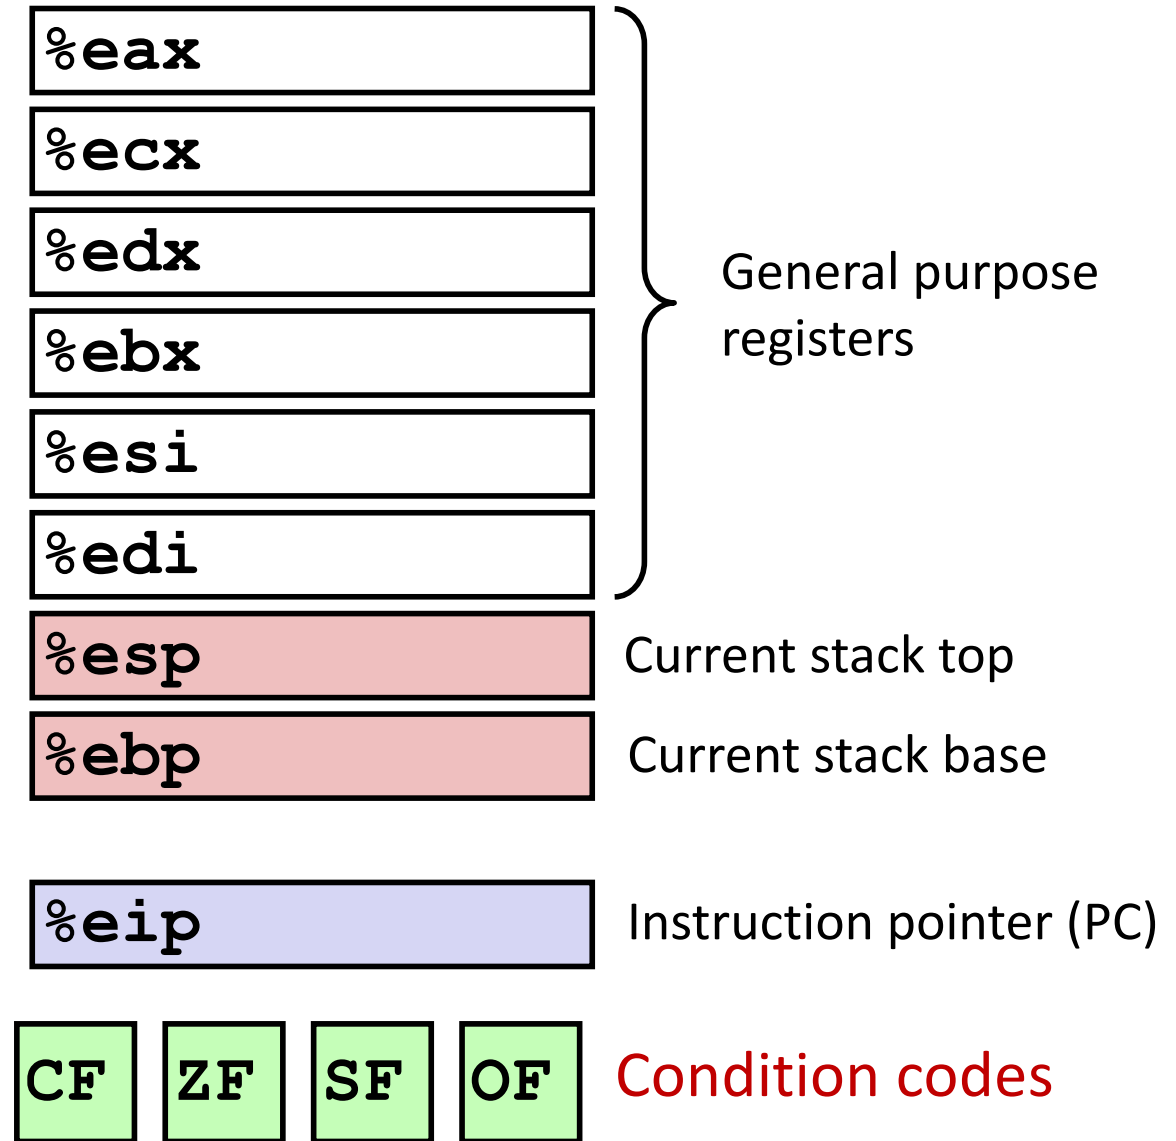 %eax
%ecx
%edx
General purpose
registers
%ebx
%esi
%edi
%esp Current stack top
%ebp Current stack base
%eip Instruction pointer (PC)
CF ZF SF OF Condition codes